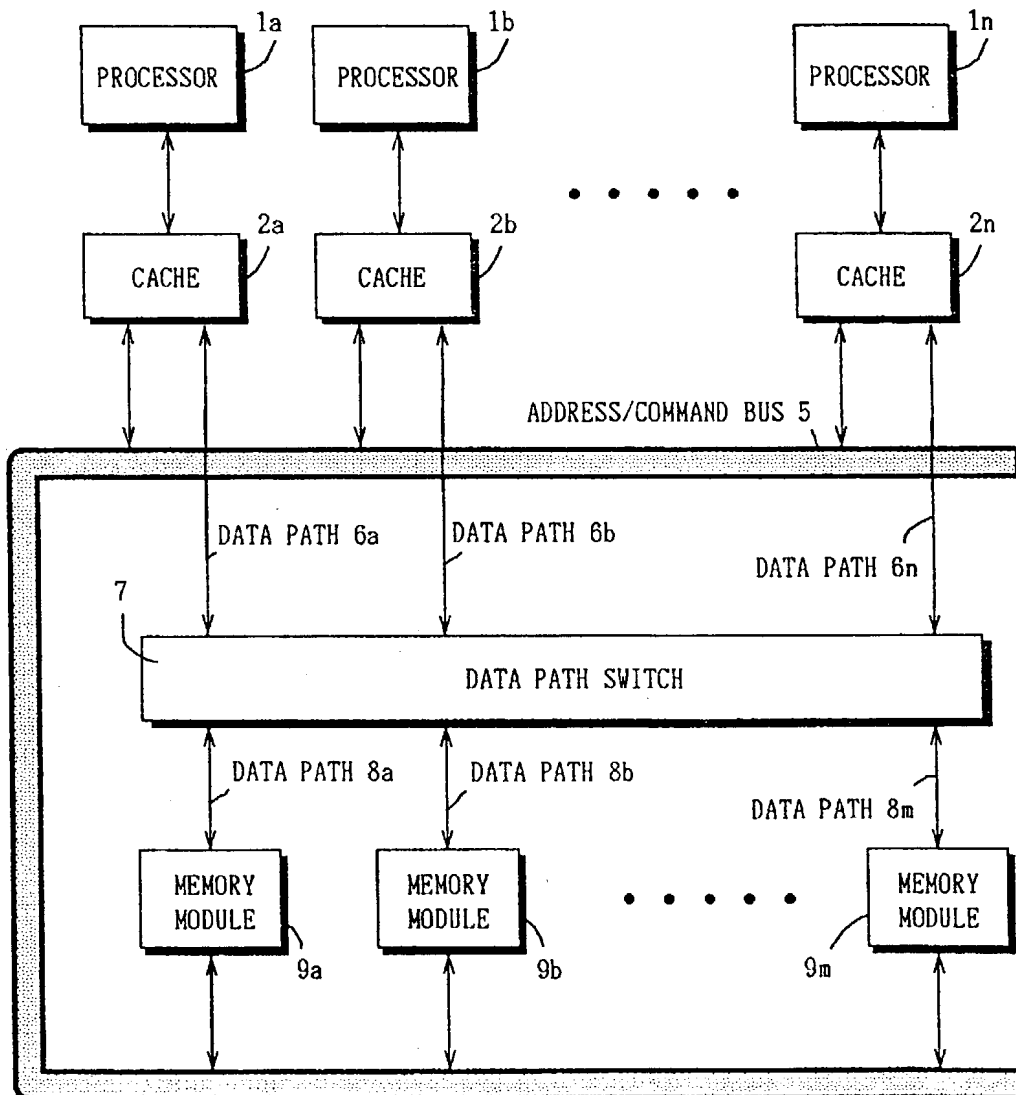 1a
1b
1n
PROCESSOR
PROCESSOR
PROCESSOR
2a
2b
2n
CACHE
CACHE
CACHE
ADDRESS/COMMAND BUS 5
DATA PATH 6a
DATA PATH 6b
DATA PATH 6n
7
DATA PATH SWITCH
DATA PATH 8a
DATA PATH 8b
DATA PATH 8m
MEMORY
MODULE
MEMORY
MODULE
MEMORY
MODULE
9a
9b
9m